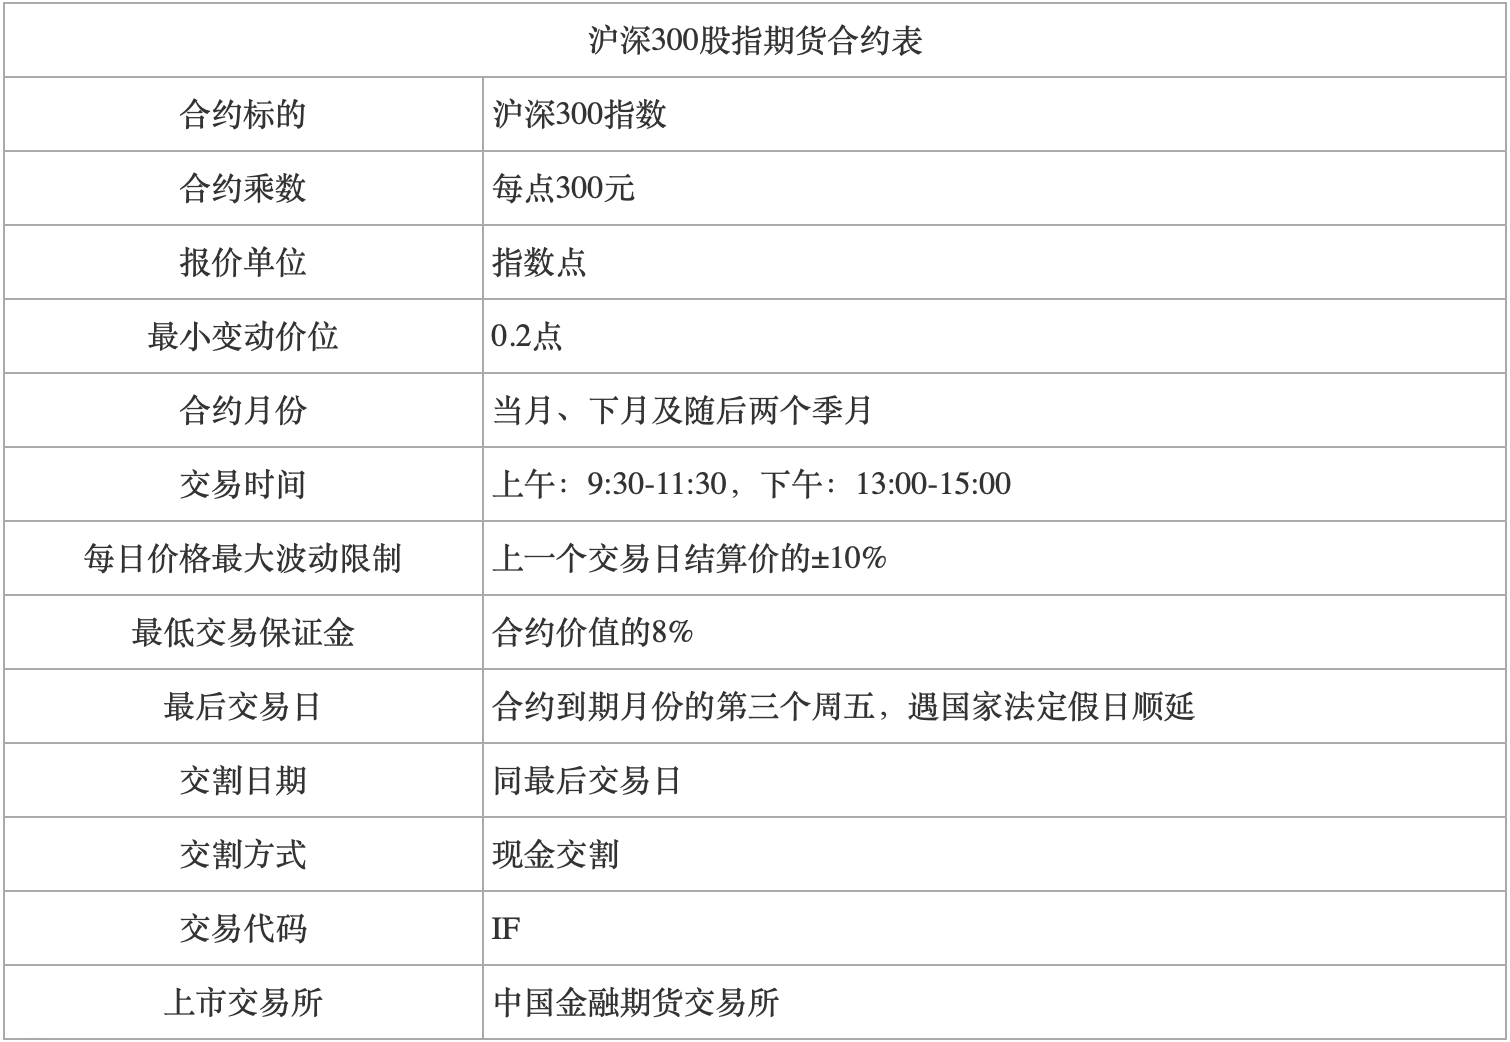 沪深300股指期货合约表
合约标的 沪深300指数
合约乘数 每点300元
报价单位 指数点
最小变动价位 0.2点
合约月份 当月、下月及随后两个季月
交易时间 上午：9:30-11:30，下午：13:00-15:00
每日价格最大波动限制 上一个交易日结算价的±10%
最低交易保证金 合约价值的8%
最后交易日 合约到期月份的第三个周五，遇国家法定假日顺延
交割日期 同最后交易日
交割方式 现金交割
交易代码 IF
上市交易所 中国金融期货交易所